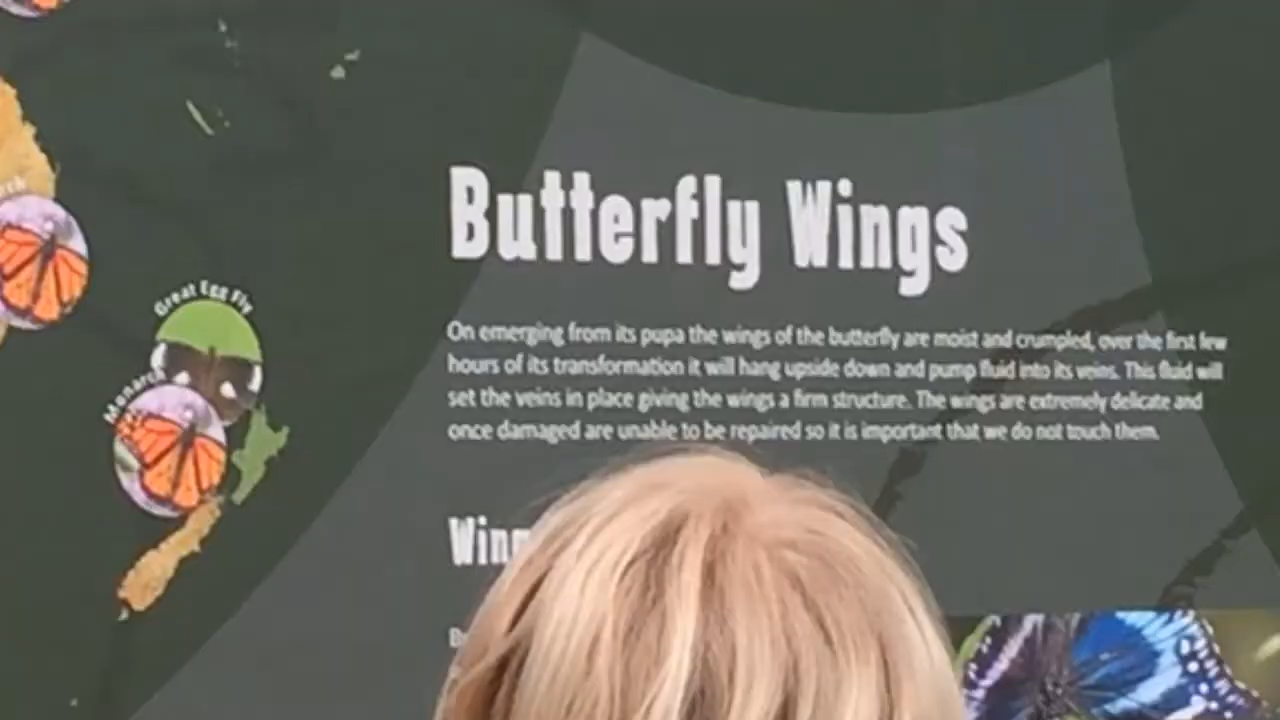 Butterfly Wings
On emerging from its pupa the wings of the butterfly are moist and crumpled, over the first few
hours of its transformation it will hang upside down and pump fluid into its veins. This fluid will
set the veins in place giving the wings a firm structure. The wings are extremely delicate and
once damaged are unable to be repaired so it is important that we do not touch them.
Great Egg Fly
Monarch